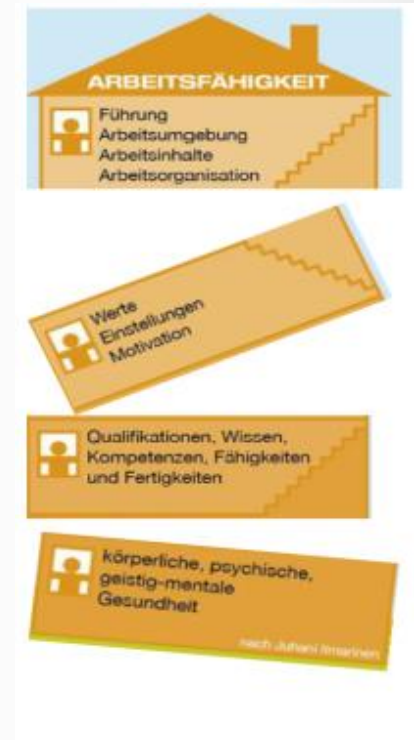 ARBEITSFÄHIGKEIT
Führung
Arbeitsumgebung
Arbeitsinhalte
Arbeitsorganisation
Werte
Einstellungen
Motivation
Qualifikationen, Wissen,
Kompetenzen, Fähigkeiten
und Fertigkeiten
körperliche, psychische,
geistig-mentale
Gesundheit
nach Juhani Ilmarinen